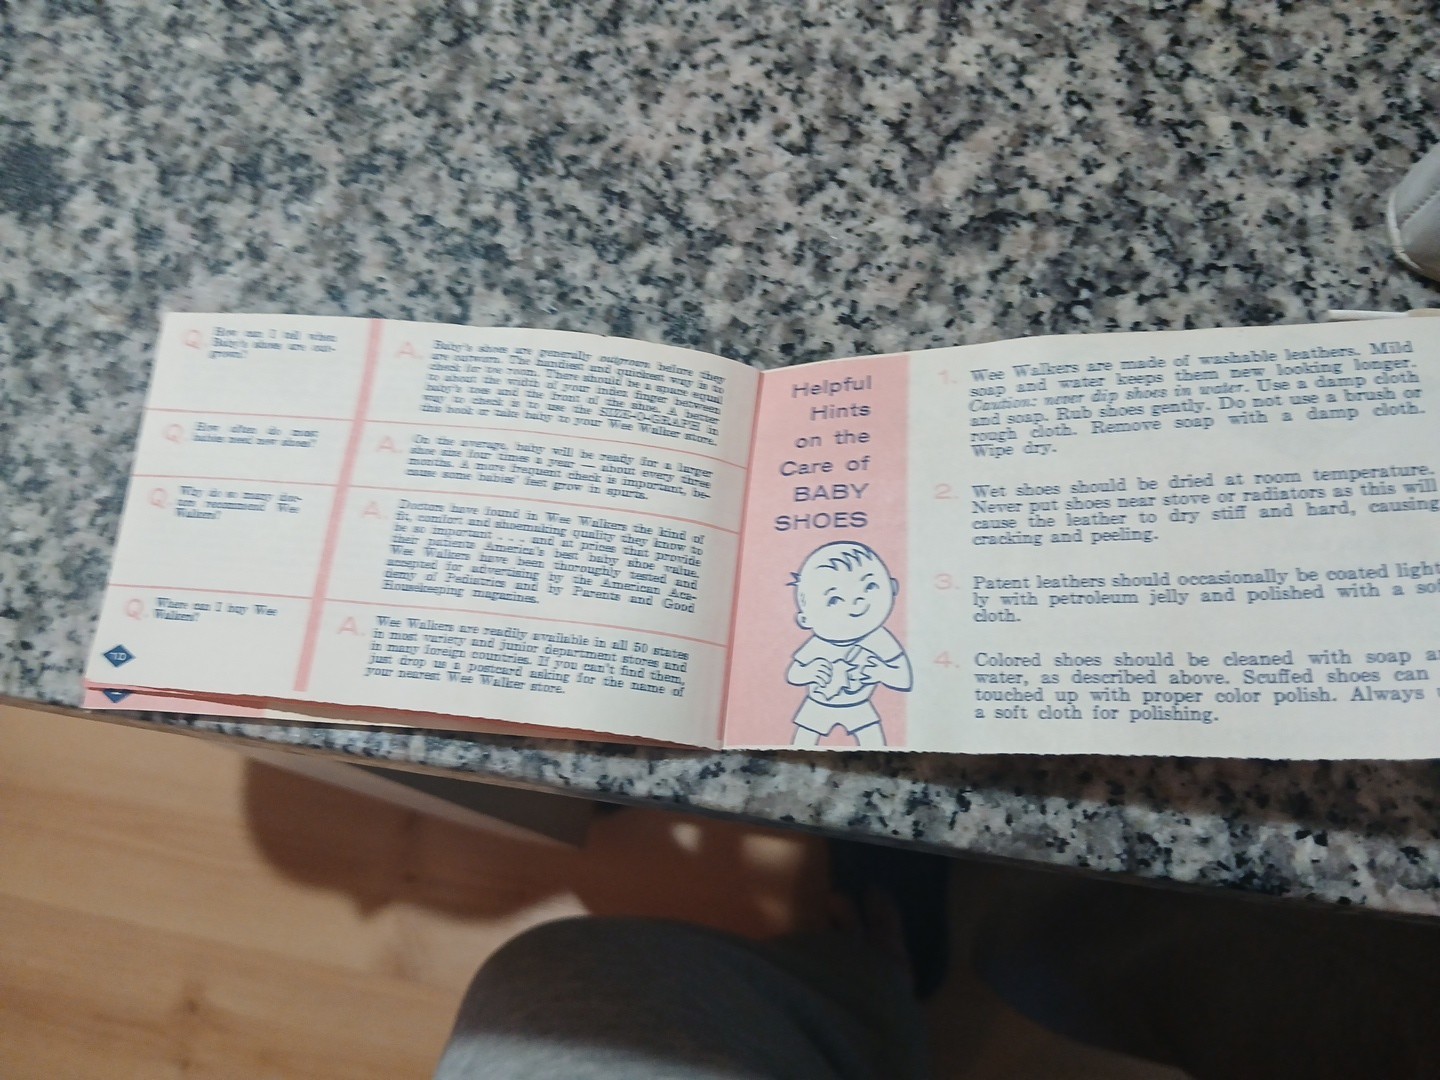 Q. How can I tell when
Baby's shoes are out-
grown?
A. Baby's shoes are generally outgrown before they
are outworn. The handiest and quickest way is to
check for toe room. There should be a space equal
to about the width of your index finger between
baby's toes and the front of the shoe. A better
way to check is to use the SIZE-GRAPH in
this book or take baby to your Wee Walker store.
Q. How often do most
babies need new shoes?
A. On the average, baby will be ready for a larger
shoe size four times a year — about every three
months. A more frequent check is important, be-
cause some babies' feet grow in spurts.
Q. Why do so many doc-
tors recommend Wee
Walkers?
A. Doctors have found in Wee Walkers the kind of
fit, comfort and shoemaking quality they know to
be so important . . . and at prices that provide
their patients America's best baby shoe value.
Wee Walkers have been thoroughly tested and
accepted for advertising by the American Aca-
demy of Pediatrics and by Parents and Good
Housekeeping magazines.
Q. Where can I buy Wee
Walkers?
A. Wee Walkers are readily available in all 50 states
in most variety and junior department stores and
in many foreign countries. If you can't find them,
just drop us a postcard asking for the name of
your nearest Wee Walker store.
Helpful
Hints
on the
Care of
BABY
SHOES
1. Wee Walkers are made of washable leathers. Mild
soap and water keeps them new looking longer.
Caution: never dip shoes in water. Use a damp cloth
and soap. Rub shoes gently. Do not use a brush or
rough cloth. Remove soap with a damp cloth.
Wipe dry.
2. Wet shoes should be dried at room temperature.
Never put shoes near stove or radiators as this will
cause the leather to dry stiff and hard, causing
cracking and peeling.
3. Patent leathers should occasionally be coated light-
ly with petroleum jelly and polished with a
cloth.
4. Colored shoes should be cleaned with soap
water, as described above. Scuffed shoes can
touched up with proper color polish. Always
a soft cloth for polishing.